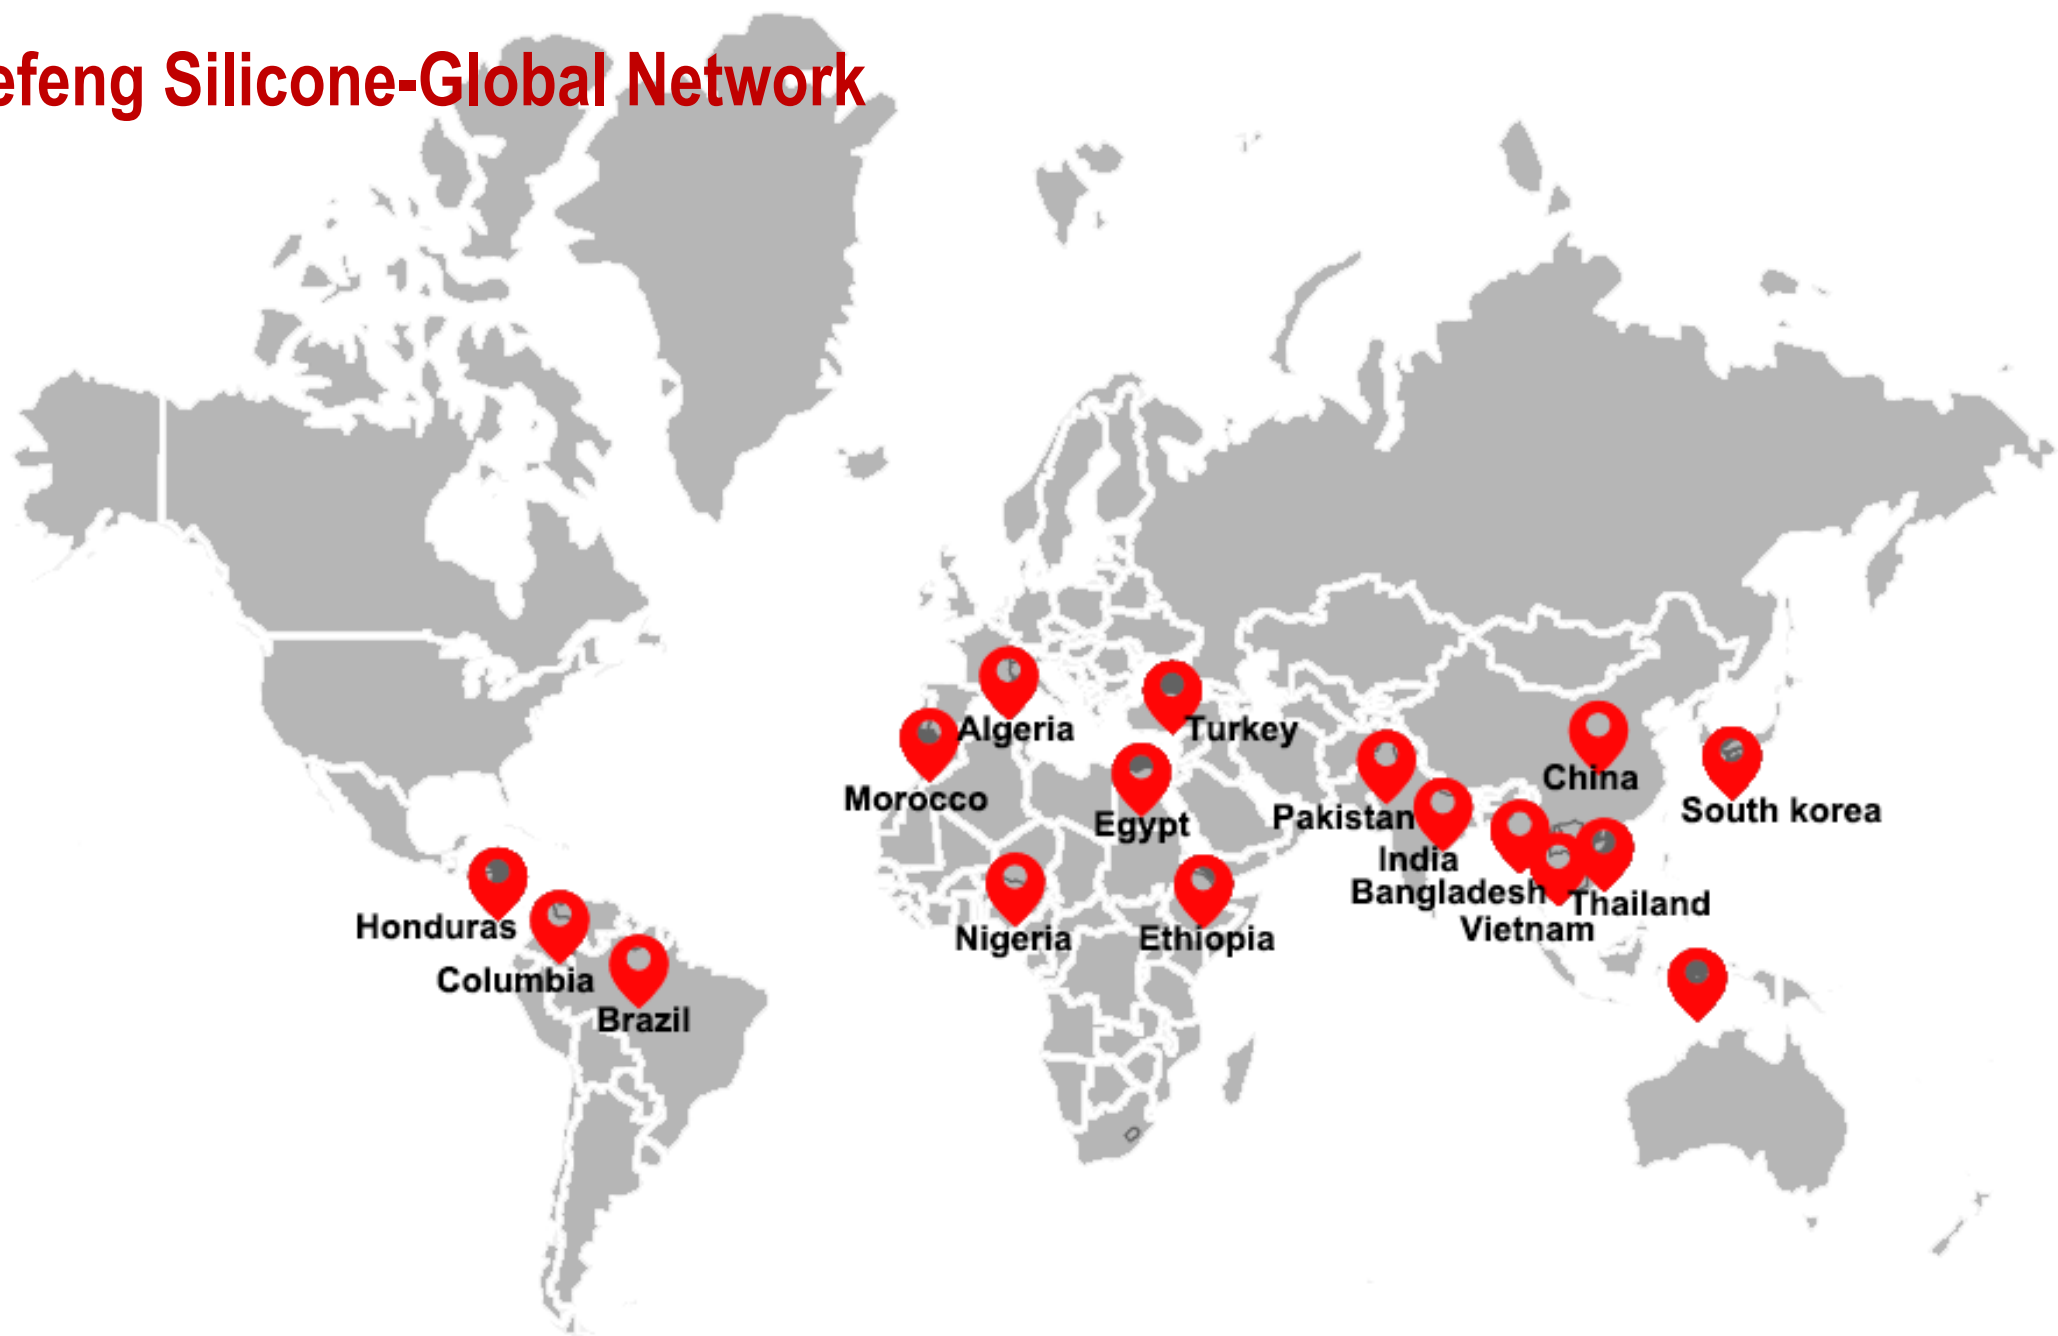 efeng Silicone-Global Network
Algeria
Turkey
Morocco
Egypt
Pakistan
China
South korea
India
Bangladesh
Thailand
Vietnam
Honduras
Columbia
Brazil
Nigeria
Ethiopia